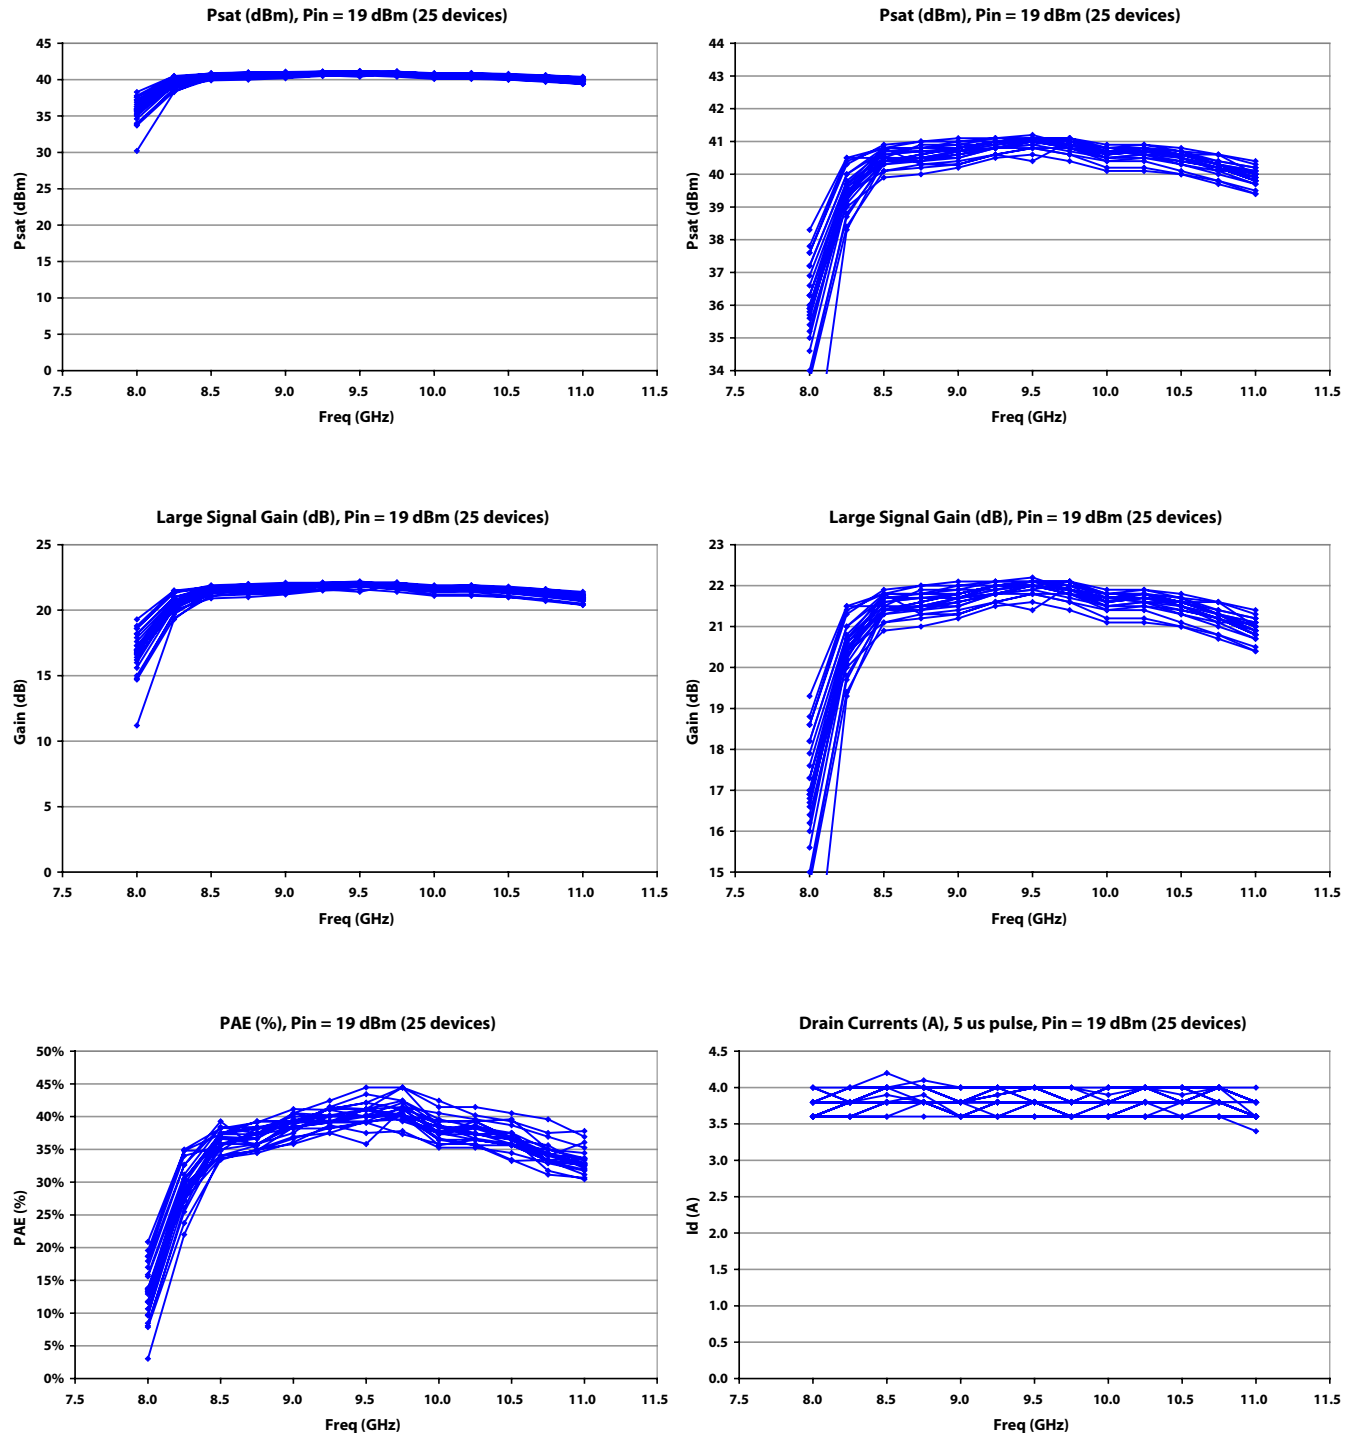 Psat (dBm), Pin = 19 dBm (25 devices)
45
40
35
30
25
20
15
10
5
0
Psat (dBm)
7.5 8.0 8.5 9.0 9.5 10.0 10.5 11.0 11.5
Freq (GHz)
Psat (dBm), Pin = 19 dBm (25 devices)
44
43
42
41
40
39
38
37
36
35
34
Psat (dBm)
7.5 8.0 8.5 9.0 9.5 10.0 10.5 11.0 11.5
Freq (GHz)
Large Signal Gain (dB), Pin = 19 dBm (25 devices)
25
20
15
10
5
0
Gain (dB)
7.5 8.0 8.5 9.0 9.5 10.0 10.5 11.0 11.5
Freq (GHz)
Large Signal Gain (dB), Pin = 19 dBm (25 devices)
23
22
21
20
19
18
17
16
15
Gain (dB)
7.5 8.0 8.5 9.0 9.5 10.0 10.5 11.0 11.5
Freq (GHz)
PAE (%), Pin = 19 dBm (25 devices)
50%
45%
40%
35%
30%
25%
20%
15%
10%
5%
0%
PAE (%)
7.5 8.0 8.5 9.0 9.5 10.0 10.5 11.0 11.5
Freq (GHz)
Drain Currents (A), 5 us pulse, Pin = 19 dBm (25 devices)
4.5
4.0
3.5
3.0
2.5
2.0
1.5
1.0
0.5
0.0
Id (A)
7.5 8.0 8.5 9.0 9.5 10.0 10.5 11.0 11.5
Freq (GHz)